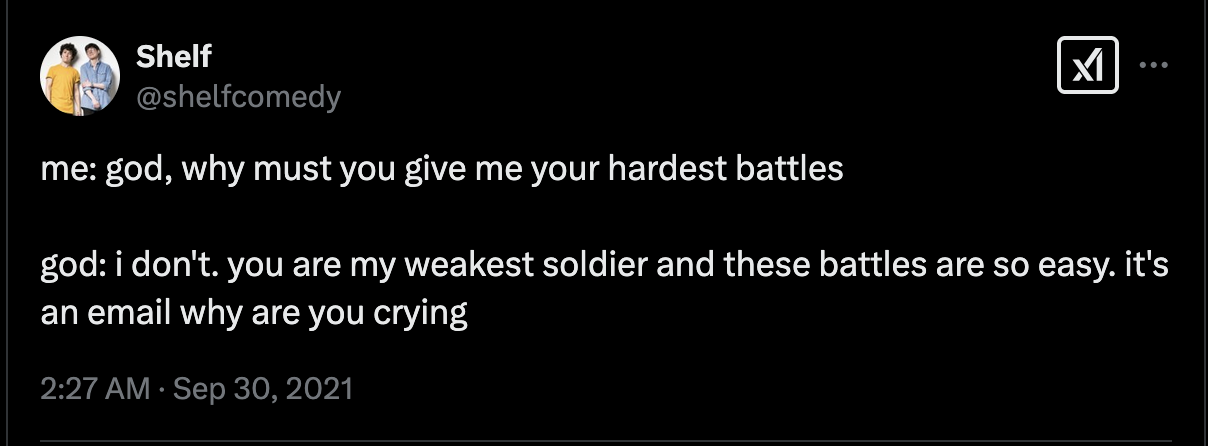 Shelf
@shelfcomedy
me: god, why must you give me your hardest battles
god: i don't. you are my weakest soldier and these battles are so easy. it's
an email why are you crying
2:27 AM · Sep 30, 2021